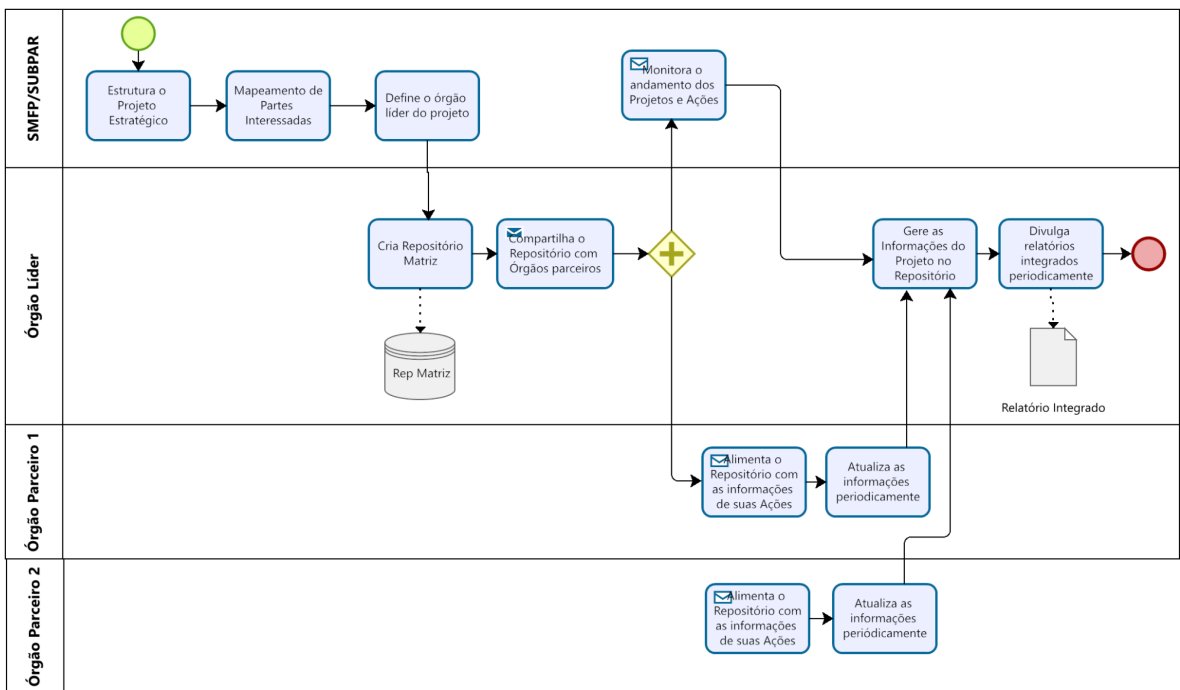 SMFP/SUBPAR
Estrutura o
Projeto
Estratégico
Mapeamento de
Partes
Interessadas
Define o órgão
líder do projeto
Monitora o
andamento dos
Projetos e Ações
Órgão Líder
Cria Repositório
Matriz
Compartilha o
Repositório com
Órgãos parceiros
Gere as
Informações do
Projeto no
Repositório
Divulga
relatórios
integrados
periodicamente
Rep Matriz
Relatório Integrado
Órgão Parceiro 1
Alimenta o
Repositório com
as informações
de suas Ações
Atualiza as
informações
periodicamente
Órgão Parceiro 2
Alimenta o
Repositório com
as informações
de suas Ações
Atualiza as
informações
periódicamente